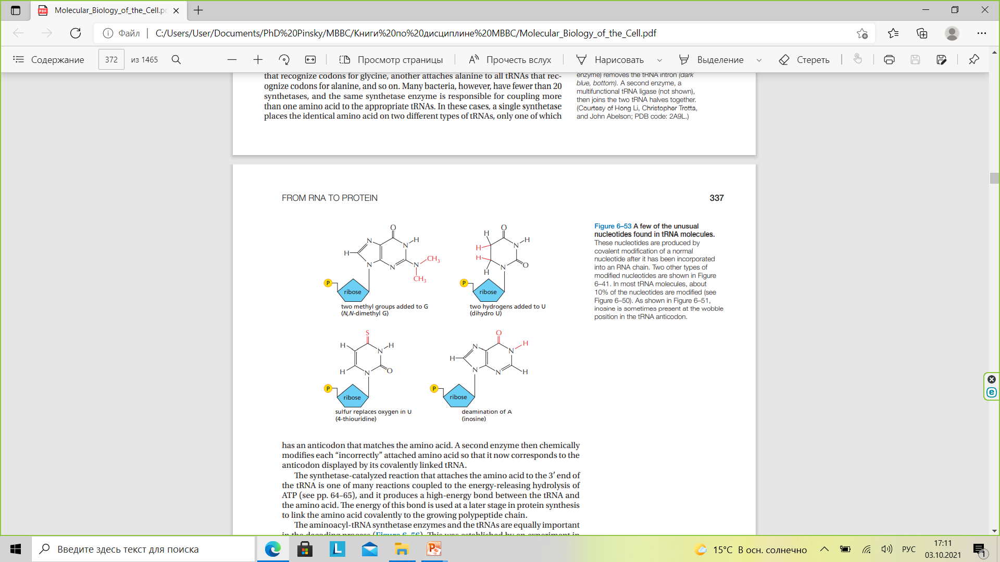 Molecular_Biology_of_the_Cell.pd
Файл
C:/Users/User/Documents/PhD%20Pinsky/MBBC/Книги%20по%20дисциплине%20MBBC/Molecular_Biology_of_the_Cell.pdf
Содержание
372
из 1465
Просмотр страницы
Прочесть вслух
Нарисовать
Выделение
Стереть
that recognize codons for glycine, another attaches alanine to all tRNAs that rec-
ognize codons for alanine, and so on. Many bacteria, however, have fewer than 20
synthetases, and the same synthetase enzyme is responsible for coupling more
than one amino acid to the appropriate tRNAs. In these cases, a single synthetase
places the identical amino acid on two different types of tRNAs, only one of which
enzyme) removes the tRNA intron (dark
blue, bottom). A second enzyme, a
multifunctional tRNA ligase (not shown),
then joins the two tRNA halves together.
(Courtesy of Hong Li, Christopher Trotta,
and John Abelson; PDB code: 2A9L.)
FROM RNA TO PROTEIN
337
O
N
N
H
H
N
N
N
CH3
CH3
P
ribose
two methyl groups added to G
(N,N-dimethyl G)
O
H
H
N
H
H
H
N
O
P
ribose
two hydrogens added to U
(dihydro U)
Figure 6–53 A few of the unusual
nucleotides found in tRNA molecules.
These nucleotides are produced by
covalent modification of a normal
nucleotide after it has been incorporated
into an RNA chain. Two other types of
modified nucleotides are shown in Figure
6–41. In most tRNA molecules, about
10% of the nucleotides are modified (see
Figure 6–50). As shown in Figure 6–51,
inosine is sometimes present at the wobble
position in the tRNA anticodon.
S
H
N
H
H
N
O
P
ribose
sulfur replaces oxygen in U
(4-thiouridine)
O
N
N
H
H
N
N
H
P
ribose
deamination of A
(inosine)
has an anticodon that matches the amino acid. A second enzyme then chemically
modifies each “incorrectly” attached amino acid so that it now corresponds to the
anticodon displayed by its covalently linked tRNA.
The synthetase-catalyzed reaction that attaches the amino acid to the 3′ end of
the tRNA is one of many reactions coupled to the energy-releasing hydrolysis of
ATP (see pp. 64–65), and it produces a high-energy bond between the tRNA and
the amino acid. The energy of this bond is used at a later stage in protein synthesis
to link the amino acid covalently to the growing polypeptide chain.
The aminoacyl-tRNA synthetase enzymes and the tRNAs are equally important
in the decoding process (Figure 6–56). This was established by an experiment in
Введите здесь текст для поиска
15°C В осн. солнечно
РУС
17:11
03.10.2021
1